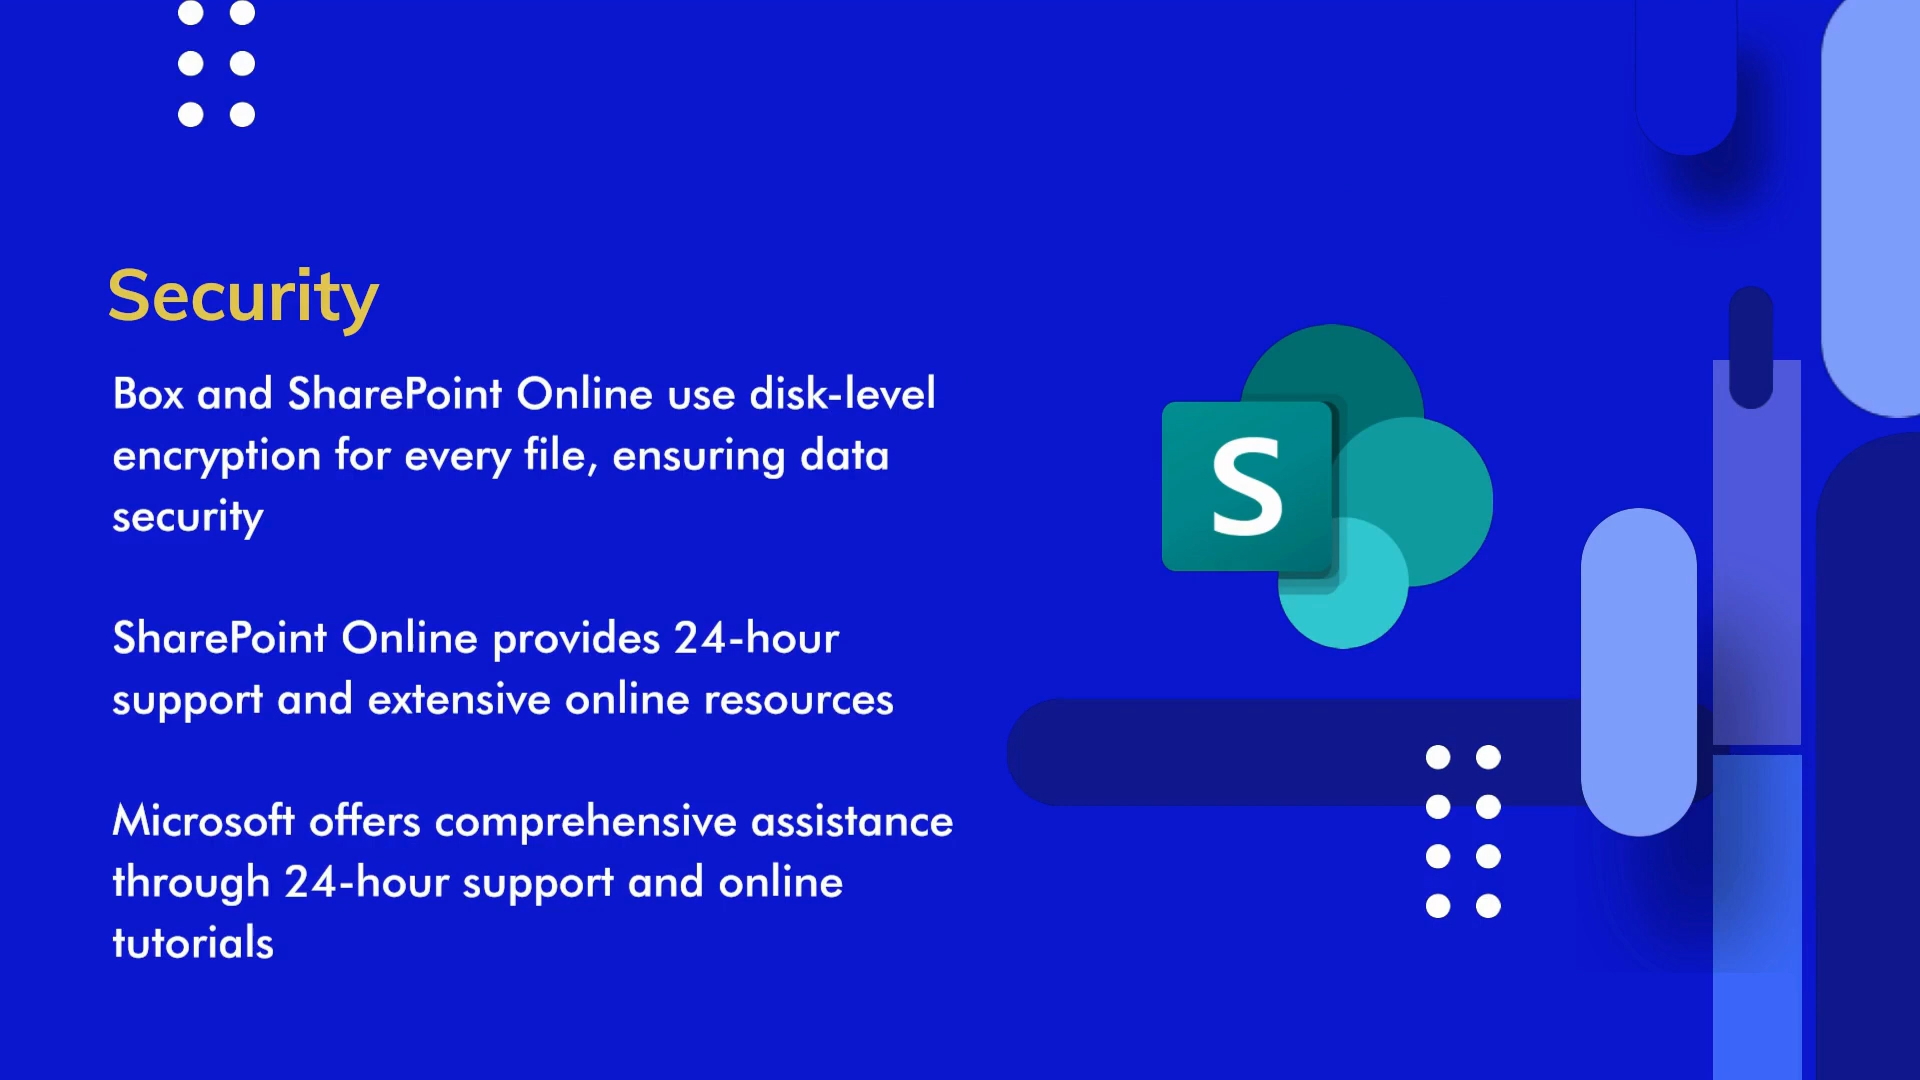 Security
Box and SharePoint Online use disk-level
encryption for every file, ensuring data
security
SharePoint Online provides 24-hour
support and extensive online resources
Microsoft offers comprehensive assistance
through 24-hour support and online
tutorials
S